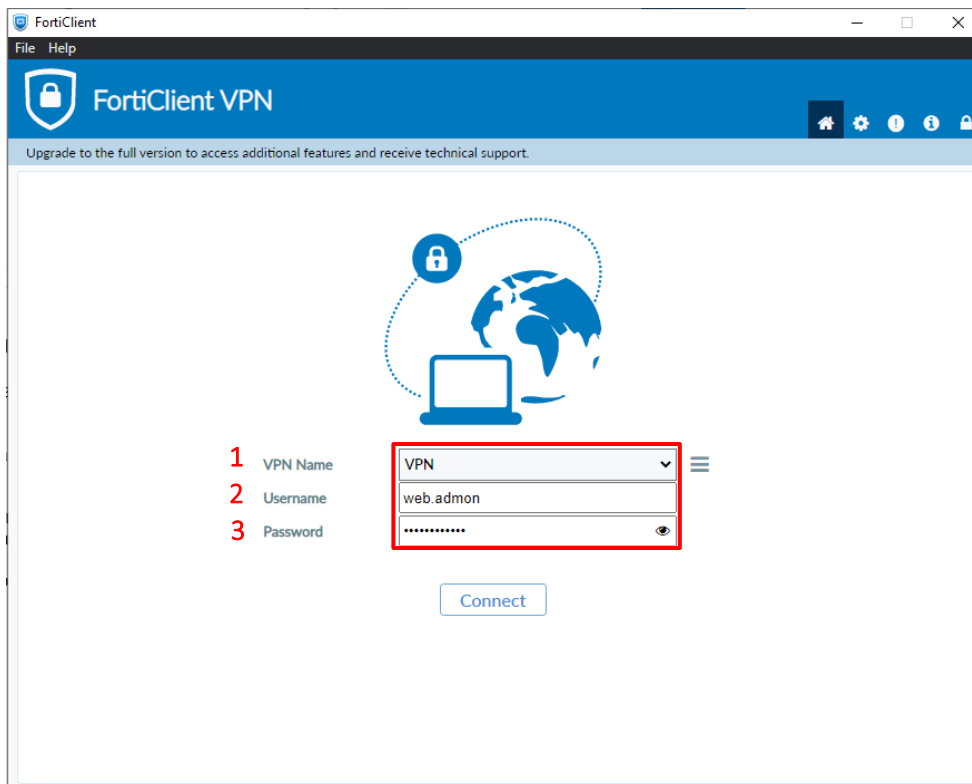 FortiClient
File Help
FortiClient VPN
Upgrade to the full version to access additional features and receive technical support.
1 VPN Name VPN
2 Username web.admon
3 Password ••••••••••••
Connect